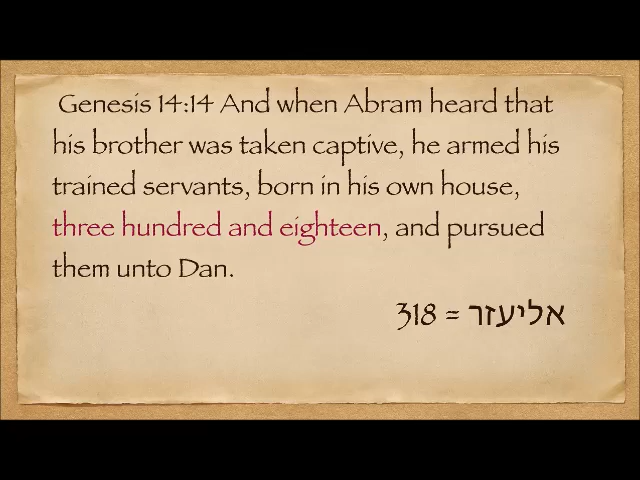 Genesis 14:14 And when Abram heard that
his brother was taken captive, he armed his
trained servants, born in his own house,
three hundred and eighteen, and pursued
them unto Dan.
318 = אליעזר